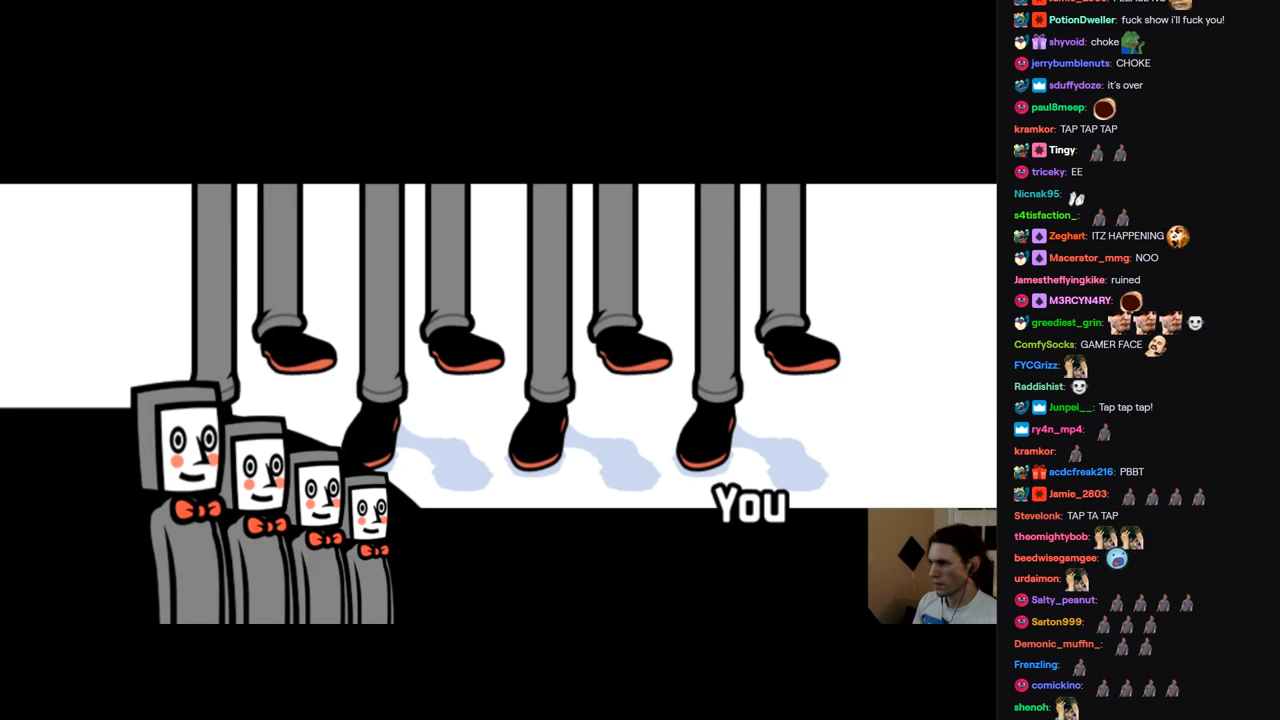 You
PotionDweller: fuck show i'll fuck you!
shyvoid: choke
jerrybumblenuts: CHOKE
sduffydoze: it's over
paul8meep:
kramkor: TAP TAP TAP
Tingy:
triceky: EE
Nicnak95:
s4tisfaction_:
Zeghart: ITZ HAPPENING
Macerator_mmg: NOO
Jamestheflyingkike: ruined
M3RCYN4RY:
greediest_grin:
ComfySocks: GAMER FACE
FYCGrizz:
Raddishist:
Junpei__: Tap tap tap!
ry4n_mp4:
kramkor:
acdcfreak216: PBBT
Jamie_2803:
Stevelonk: TAP TA TAP
theomightybob:
beedwisegamgee:
urdaimon:
Salty_peanut:
Sarton999:
Demonic_muffin_:
Frenzling:
comickino:
shenoh: